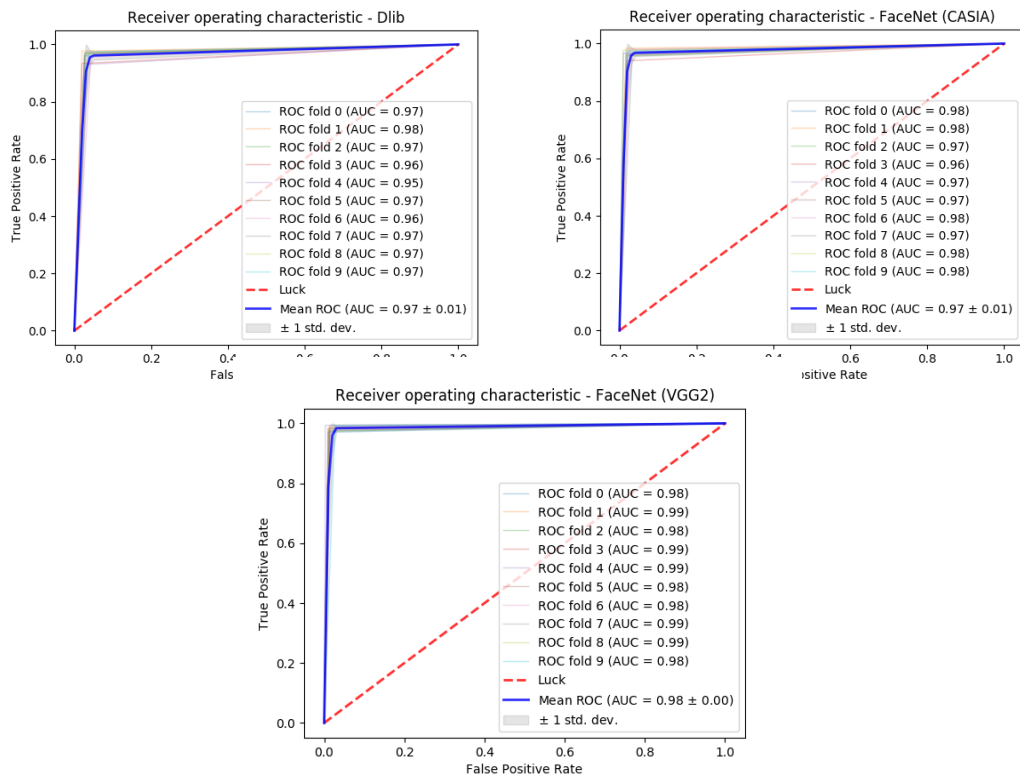 Receiver operating characteristic - Dlib
1.0
0.8
0.6
0.4
0.2
0.0
True Positive Rate
ROC fold 0 (AUC = 0.97)
ROC fold 1 (AUC = 0.98)
ROC fold 2 (AUC = 0.97)
ROC fold 3 (AUC = 0.96)
ROC fold 4 (AUC = 0.95)
ROC fold 5 (AUC = 0.97)
ROC fold 6 (AUC = 0.96)
ROC fold 7 (AUC = 0.97)
ROC fold 8 (AUC = 0.97)
ROC fold 9 (AUC = 0.97)
Luck
Mean ROC (AUC = 0.97 ± 0.01)
± 1 std. dev.
0.0 0.2 0.4 0.6 0.8 1.0
Fals
Receiver operating characteristic - FaceNet (CASIA)
1.0
0.8
0.6
0.4
0.2
0.0
True Positive Rate
ROC fold 0 (AUC = 0.98)
ROC fold 1 (AUC = 0.98)
ROC fold 2 (AUC = 0.97)
ROC fold 3 (AUC = 0.96)
ROC fold 4 (AUC = 0.97)
ROC fold 5 (AUC = 0.97)
ROC fold 6 (AUC = 0.98)
ROC fold 7 (AUC = 0.97)
ROC fold 8 (AUC = 0.98)
ROC fold 9 (AUC = 0.98)
Luck
Mean ROC (AUC = 0.97 ± 0.01)
± 1 std. dev.
0.0 0.2 0.4 0.6 0.8 1.0
ositive Rate
Receiver operating characteristic - FaceNet (VGG2)
1.0
0.8
0.6
0.4
0.2
0.0
True Positive Rate
ROC fold 0 (AUC = 0.98)
ROC fold 1 (AUC = 0.99)
ROC fold 2 (AUC = 0.98)
ROC fold 3 (AUC = 0.99)
ROC fold 4 (AUC = 0.99)
ROC fold 5 (AUC = 0.98)
ROC fold 6 (AUC = 0.98)
ROC fold 7 (AUC = 0.99)
ROC fold 8 (AUC = 0.99)
ROC fold 9 (AUC = 0.98)
Luck
Mean ROC (AUC = 0.98 ± 0.00)
± 1 std. dev.
0.0 0.2 0.4 0.6 0.8 1.0
False Positive Rate